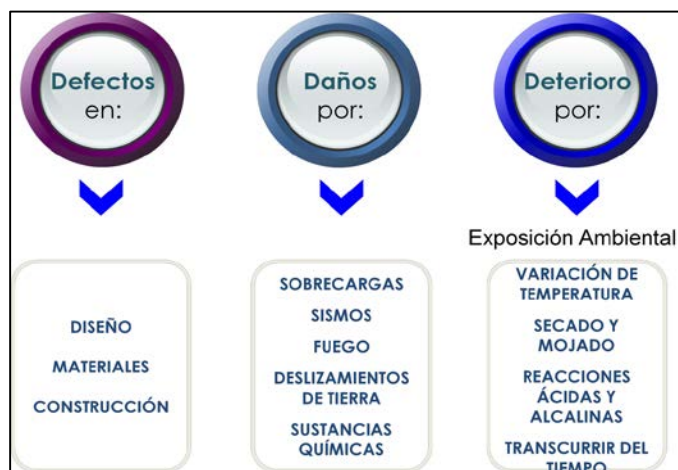 Defectos
en:
DISEÑO
MATERIALES
CONSTRUCCIÓN
Daños
por:
SOBRECARGAS
SISMOS
FUEGO
DESLIZAMIENTOS
DE TIERRA
SUSTANCIAS
QUÍMICAS
Deterioro
por:
Exposición Ambiental
VARIACIÓN DE
TEMPERATURA
SECADO Y
MOJADO
REACCIONES
ÁCIDAS Y
ALCALINAS
TRANSCURRIR DEL
TIEMPO